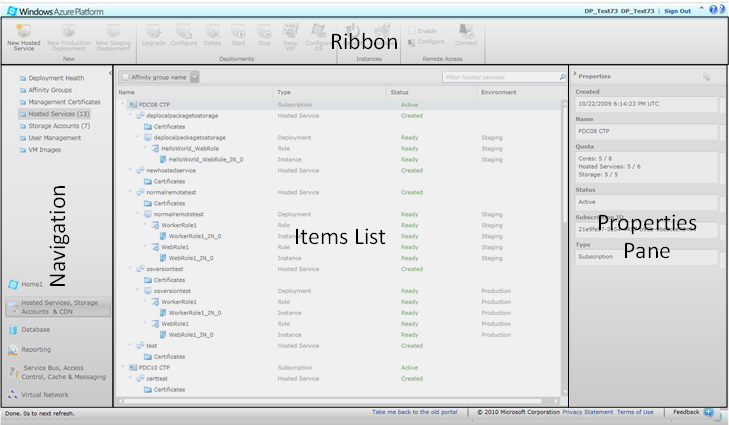 Windows Azure Platform
DP_Test73 DP_Test73 | Sign Out
New Hosted Service
New Production Deployment
New Staging Deployment
New
Upgrade
Configure
Delete
Start
Stop
Swap VIP
Configure OS
Deployments
Ribbon
Instances
Enable
Configure
Connect
Remote Access
Deployment Health
Affinity Groups
Management Certificates
Hosted Services (13)
Storage Accounts (7)
User Management
VM Images
Navigation
Home1
Hosted Services, Storage Accounts & CDN
Database
Reporting
Service Bus, Access Control, Cache & Messaging
Virtual Network
Affinity group name
Filter hosted services
Name Type Status Environment
PDC08 CTP Subscription Active
deplocalpackagetostorage Hosted Service Created
Certificates
deplocalpackagetostorage Deployment Ready Staging
HelloWorld_WebRole Role Ready Staging
HelloWorld_WebRole_IN_0 Instance Ready Staging
newhostedservice Hosted Service Created
Certificates
normalremotetest Hosted Service Created
Certificates
normalremotetest Deployment Ready Staging
WorkerRole1 Role Ready Staging
WorkerRole1_IN_0 Instance Ready Staging
WebRole1 Role Ready Staging
WebRole1_IN_0 Instance Ready Staging
Items List
osversiontest Hosted Service Created
Certificates
osversiontest Deployment Ready Production
WorkerRole1 Role Ready Production
WorkerRole1_IN_0 Instance Ready Production
WebRole1 Role Ready Production
WebRole1_IN_0 Instance Ready Production
test Hosted Service Created
Certificates
PDC10 CTP Subscription Active
certtest Hosted Service Created
Certificates
Properties
Created
10/22/2009 6:14:23 PM UTC
Name
PDC08 CTP
Quota
Cores: 5 / 8
Hosted Services: 5 / 6
Storage: 5 / 5
Status
Active
Subscription ID
Type
Subscription
Properties Pane
Done. 0s to next refresh.
Take me back to the old portal | © 2010 Microsoft Corporation Privacy Statement Terms of Use | Feedback